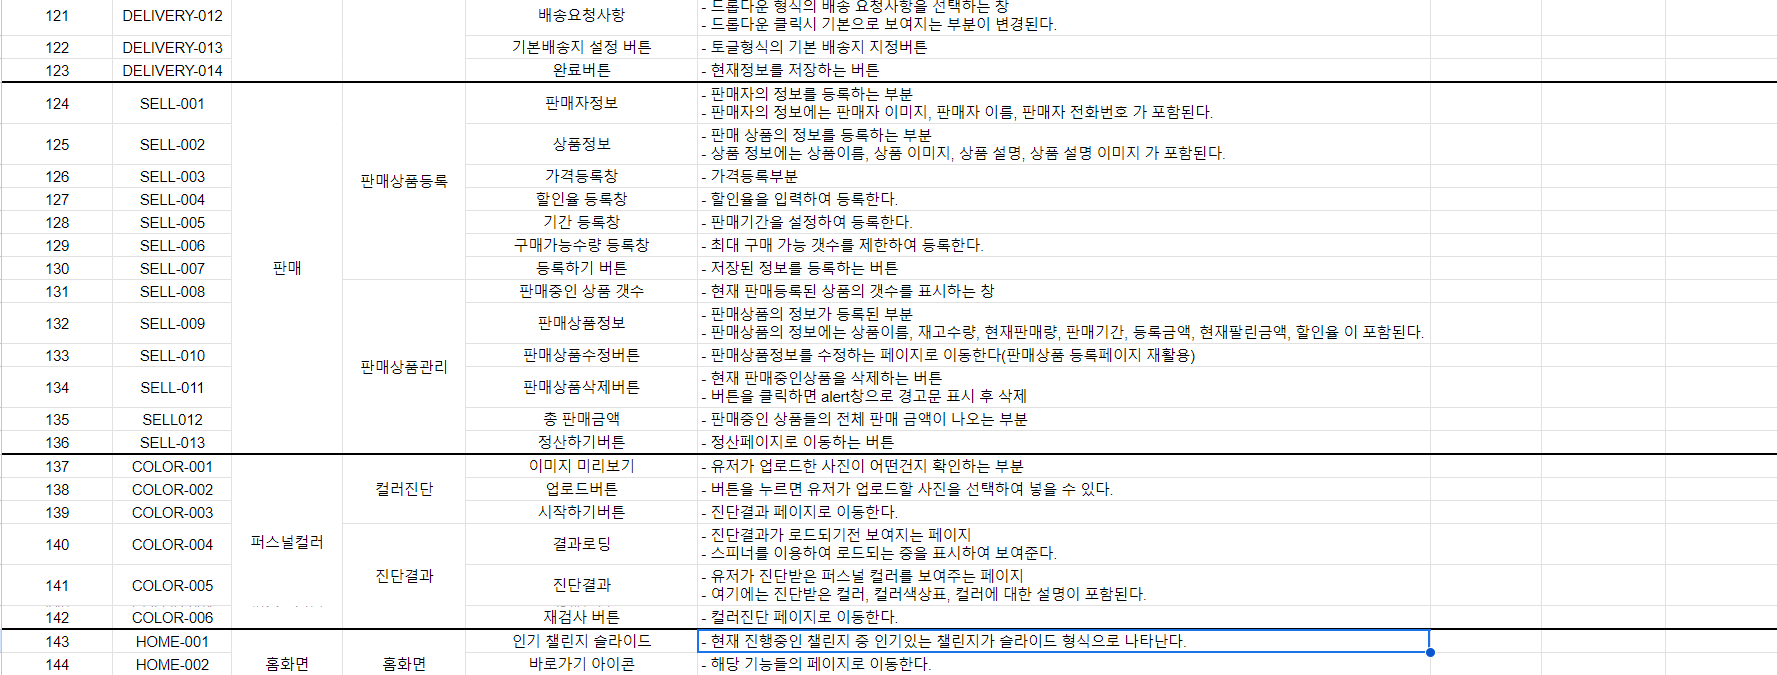 121 DELIVERY-012 배송요청사항 - 드롭다운 형식의 배송 요청사항을 선택하는 창
- 드롭다운 클릭시 기본으로 보여지는 부분이 변경된다.
122 DELIVERY-013 기본배송지 설정 버튼 - 토글형식의 기본 배송지 지정버튼
123 DELIVERY-014 완료버튼 - 현재정보를 저장하는 버튼
124 SELL-001 판매자정보 - 판매자의 정보를 등록하는 부분
- 판매자의 정보에는 판매자 이미지, 판매자 이름, 판매자 전화번호 가 포함된다.
125 SELL-002 상품정보 - 판매 상품의 정보를 등록하는 부분
- 상품 정보에는 상품이름, 상품 이미지, 상품 설명, 상품 설명 이미지 가 포함된다.
126 SELL-003 판매상품등록 가격등록창 - 가격등록부분
127 SELL-004 할인율 등록창 - 할인율을 입력하여 등록한다.
128 SELL-005 기간 등록창 - 판매기간을 설정하여 등록한다.
129 SELL-006 구매가능수량 등록창 - 최대 구매 가능 갯수를 제한하여 등록한다.
130 SELL-007 판매 등록하기 버튼 - 저장된 정보를 등록하는 버튼
131 SELL-008 판매중인 상품 갯수 - 현재 판매등록된 상품의 갯수를 표시하는 창
132 SELL-009 판매상품정보 - 판매상품의 정보가 등록된 부분
- 판매상품의 정보에는 상품이름, 재고수량, 현재판매량, 판매기간, 등록금액, 현재팔린금액, 할인율 이 포함된다.
133 SELL-010 판매상품관리 판매상품수정버튼 - 판매상품정보를 수정하는 페이지로 이동한다(판매상품 등록페이지 재활용)
134 SELL-011 판매상품삭제버튼 - 현재 판매중인상품을 삭제하는 버튼
- 버튼을 클릭하면 alert창으로 경고문 표시 후 삭제
135 SELL012 총 판매금액 - 판매중인 상품들의 전체 판매 금액이 나오는 부분
136 SELL-013 정산하기버튼 - 정산페이지로 이동하는 버튼
137 COLOR-001 이미지 미리보기 - 유저가 업로드한 사진이 어떤건지 확인하는 부분
138 COLOR-002 컬러진단 업로드버튼 - 버튼을 누르면 유저가 업로드할 사진을 선택하여 넣을 수 있다.
139 COLOR-003 시작하기버튼 - 진단결과 페이지로 이동한다.
140 COLOR-004 퍼스널컬러 결과로딩 - 진단결과가 로드되기전 보여지는 페이지
- 스피너를 이용하여 로드되는 중을 표시하여 보여준다.
141 COLOR-005 진단결과 진단결과 - 유저가 진단받은 퍼스널 컬러를 보여주는 페이지
- 여기에는 진단받은 컬러, 컬러색상표, 컬러에 대한 설명이 포함된다.
142 COLOR-006 재검사 버튼 - 컬러진단 페이지로 이동한다.
143 HOME-001 인기 챌린지 슬라이드 - 현재 진행중인 챌린지 중 인기있는 챌린지가 슬라이드 형식으로 나타난다.
144 HOME-002 홈화면 홈화면 바로가기 아이콘 - 해당 기능들의 페이지로 이동한다.